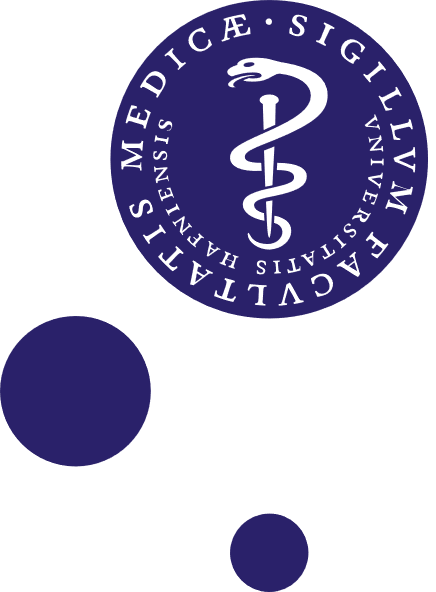 SIGILLVM FACVLTATIS MEDICÆ ·
VNIVERSITATIS HAFNIENSIS